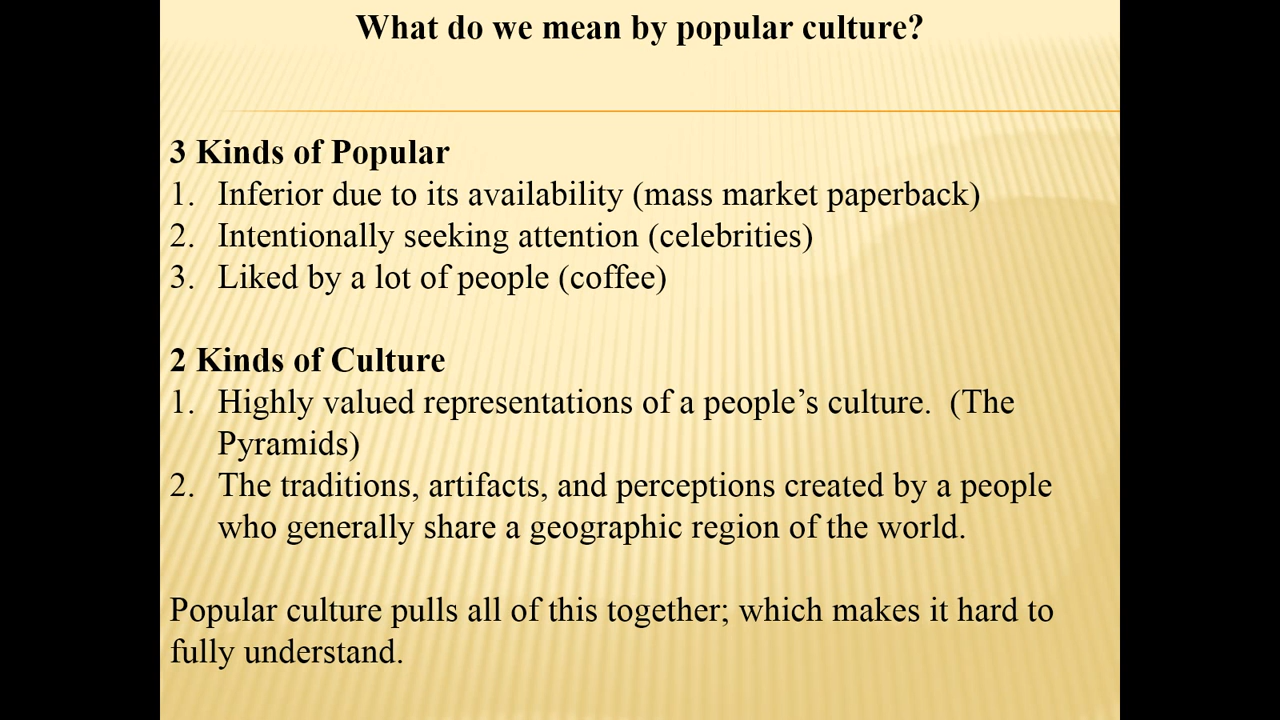 What do we mean by popular culture?
3 Kinds of Popular
1. Inferior due to its availability (mass market paperback)
2. Intentionally seeking attention (celebrities)
3. Liked by a lot of people (coffee)
2 Kinds of Culture
1. Highly valued representations of a people’s culture.  (The
Pyramids)
2. The traditions, artifacts, and perceptions created by a people
who generally share a geographic region of the world.
Popular culture pulls all of this together; which makes it hard to
fully understand.